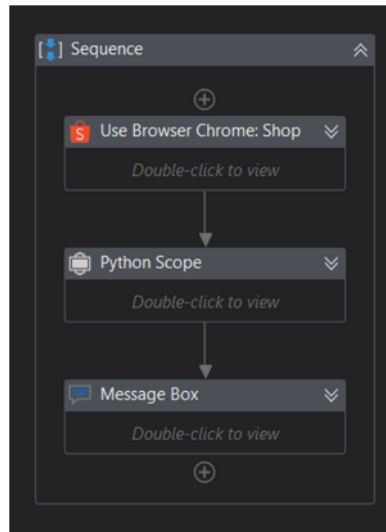 Sequence
Use Browser Chrome: Shop
Double-click to view
Python Scope
Double-click to view
Message Box
Double-click to view